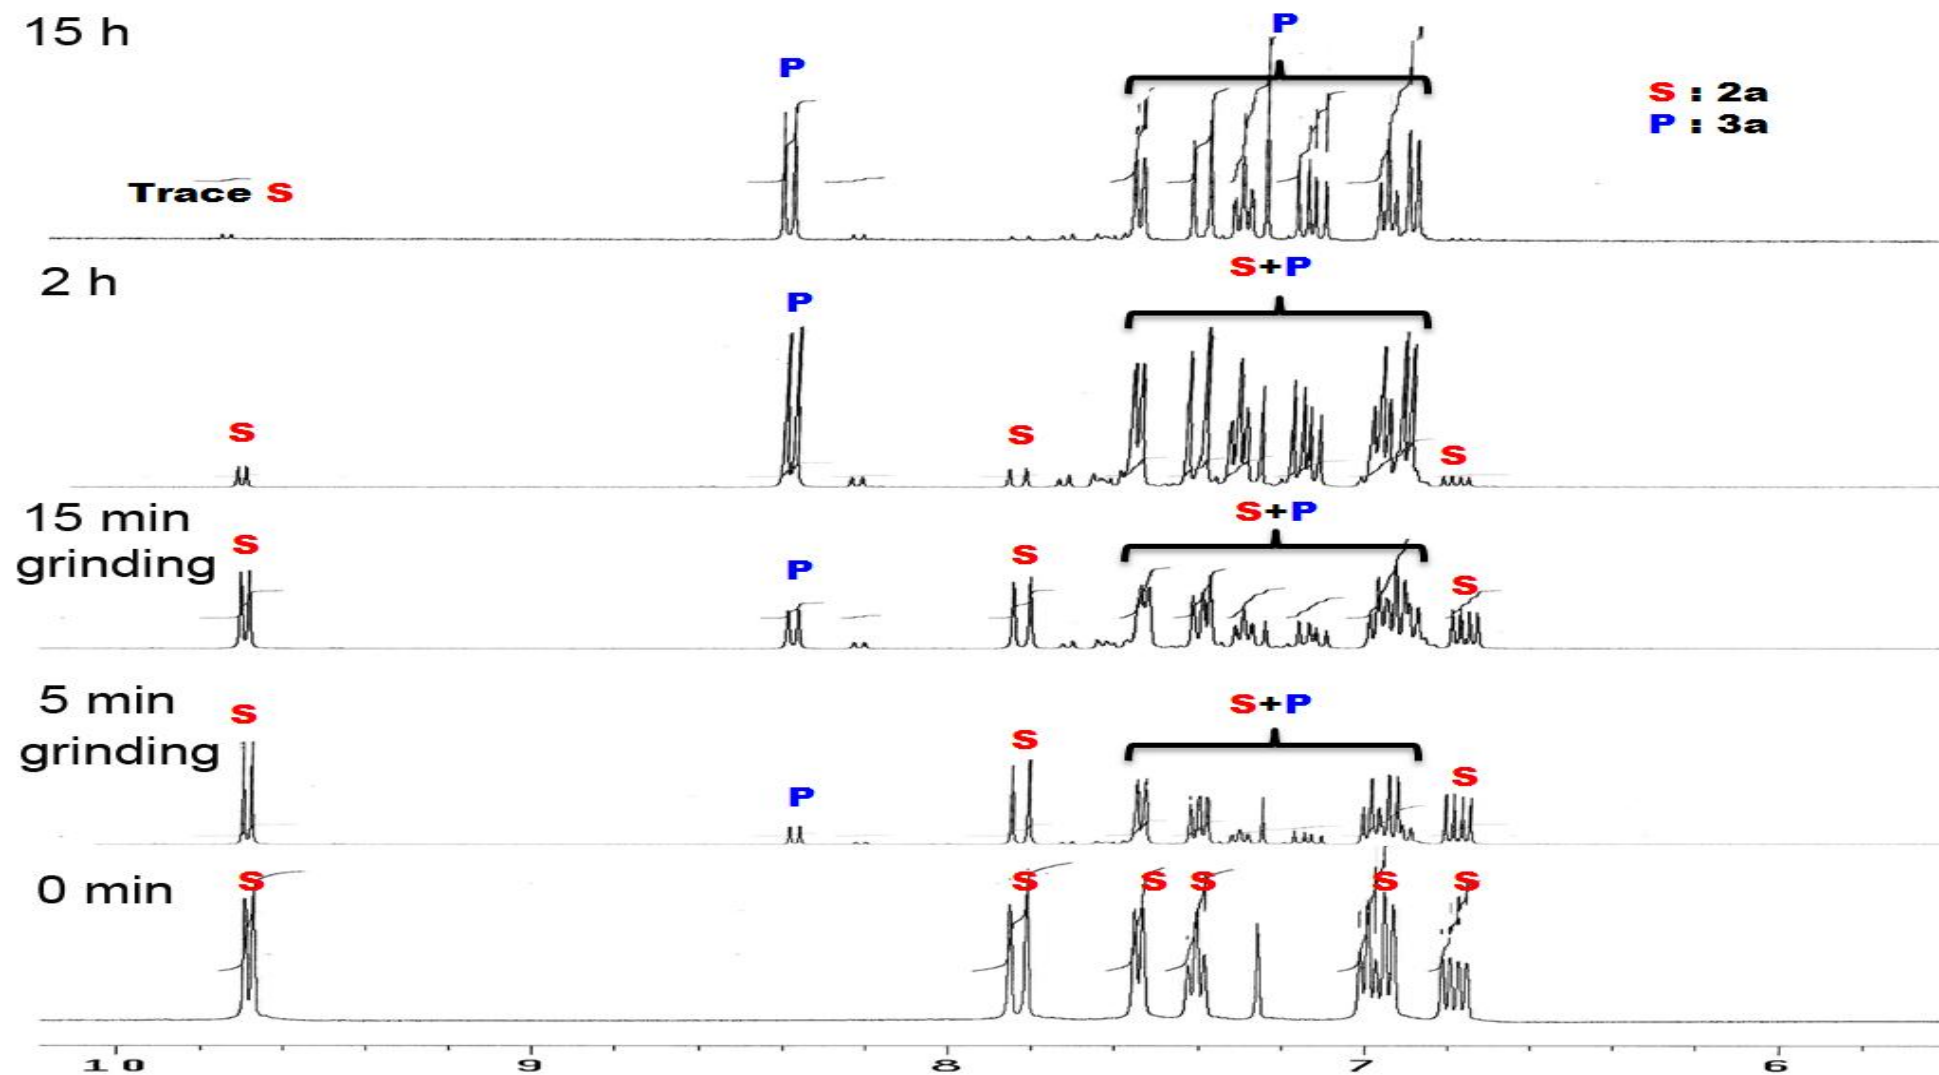 15 h
P
P
S : 2a
P : 3a
Trace S
2 h
S+P
P
S
S
S
15 min
grinding
S+P
S
S
P
S
5 min
grinding
S+P
S
S
S
P
0 min
S S S S S S
10 9 8 7 6